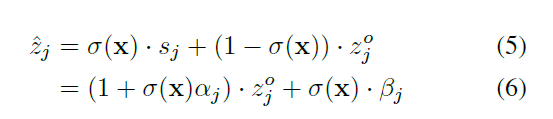 ẑ_j = σ(x) · s_j + (1 − σ(x)) · z_j^o (5)
= (1 + σ(x)α_j) · z_j^o + σ(x) · β_j (6)